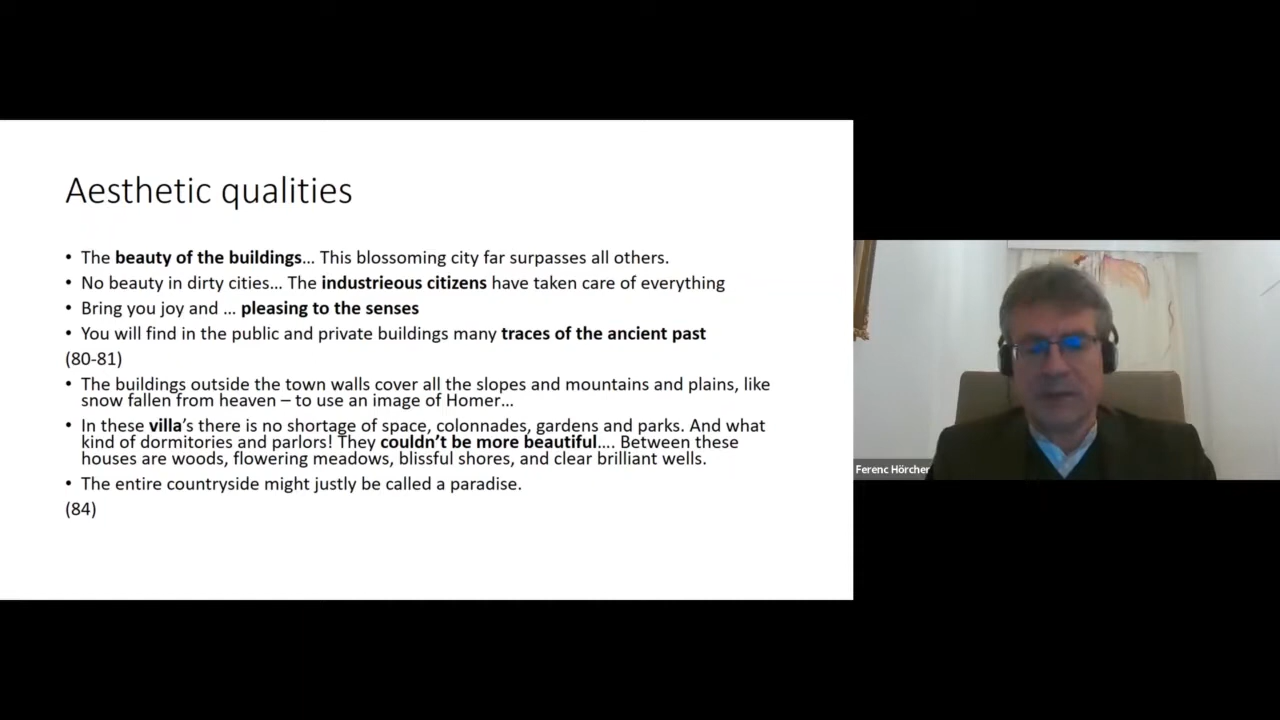 Aesthetic qualities
• The beauty of the buildings… This blossoming city far surpasses all others.
• No beauty in dirty cities… The industrieous citizens have taken care of everything
• Bring you joy and … pleasing to the senses
• You will find in the public and private buildings many traces of the ancient past
(80-81)
• The buildings outside the town walls cover all the slopes and mountains and plains, like
snow fallen from heaven – to use an image of Homer…
• In these villa’s there is no shortage of space, colonnades, gardens and parks. And what
kind of dormitories and parlors! They couldn’t be more beautiful…. Between these
houses are woods, flowering meadows, blissful shores, and clear brilliant wells.
• The entire countryside might justly be called a paradise.
(84)
Ferenc Hörcher